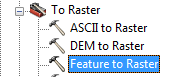 To Raster
ASCII to Raster
DEM to Raster
Feature to Raster